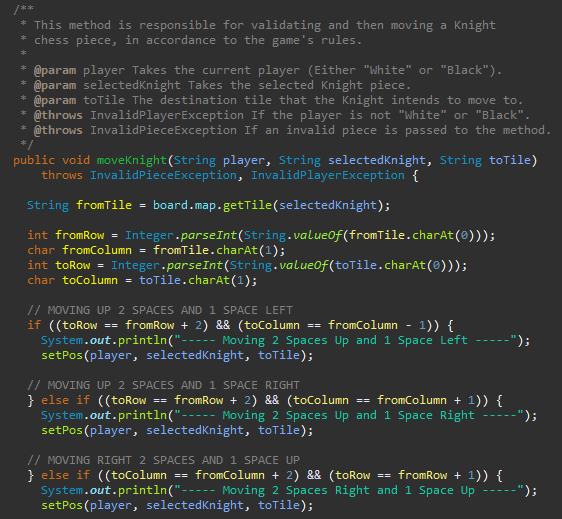 /**
 * This method is responsible for validating and then moving a Knight
 * chess piece, in accordance to the game's rules.
 *
 * @param player Takes the current player (Either "White" or "Black").
 * @param selectedKnight Takes the selected Knight piece.
 * @param toTile The destination tile that the Knight intends to move to.
 * @throws InvalidPlayerException If the player is not "White" or "Black".
 * @throws InvalidPieceException If an invalid piece is passed to the method.
 */
public void moveKnight(String player, String selectedKnight, String toTile)
    throws InvalidPieceException, InvalidPlayerException {

  String fromTile = board.map.getTile(selectedKnight);

  int fromRow = Integer.parseInt(String.valueOf(fromTile.charAt(0)));
  char fromColumn = fromTile.charAt(1);
  int toRow = Integer.parseInt(String.valueOf(toTile.charAt(0)));
  char toColumn = toTile.charAt(1);

  // MOVING UP 2 SPACES AND 1 SPACE LEFT
  if ((toRow == fromRow + 2) && (toColumn == fromColumn - 1)) {
    System.out.println("----- Moving 2 Spaces Up and 1 Space Left -----");
    setPos(player, selectedKnight, toTile);

  // MOVING UP 2 SPACES AND 1 SPACE RIGHT
  } else if ((toRow == fromRow + 2) && (toColumn == fromColumn + 1)) {
    System.out.println("----- Moving 2 Spaces Up and 1 Space Right -----");
    setPos(player, selectedKnight, toTile);

  // MOVING RIGHT 2 SPACES AND 1 SPACE UP
  } else if ((toColumn == fromColumn + 2) && (toRow == fromRow + 1)) {
    System.out.println("----- Moving 2 Spaces Right and 1 Space Up -----");
    setPos(player, selectedKnight, toTile);